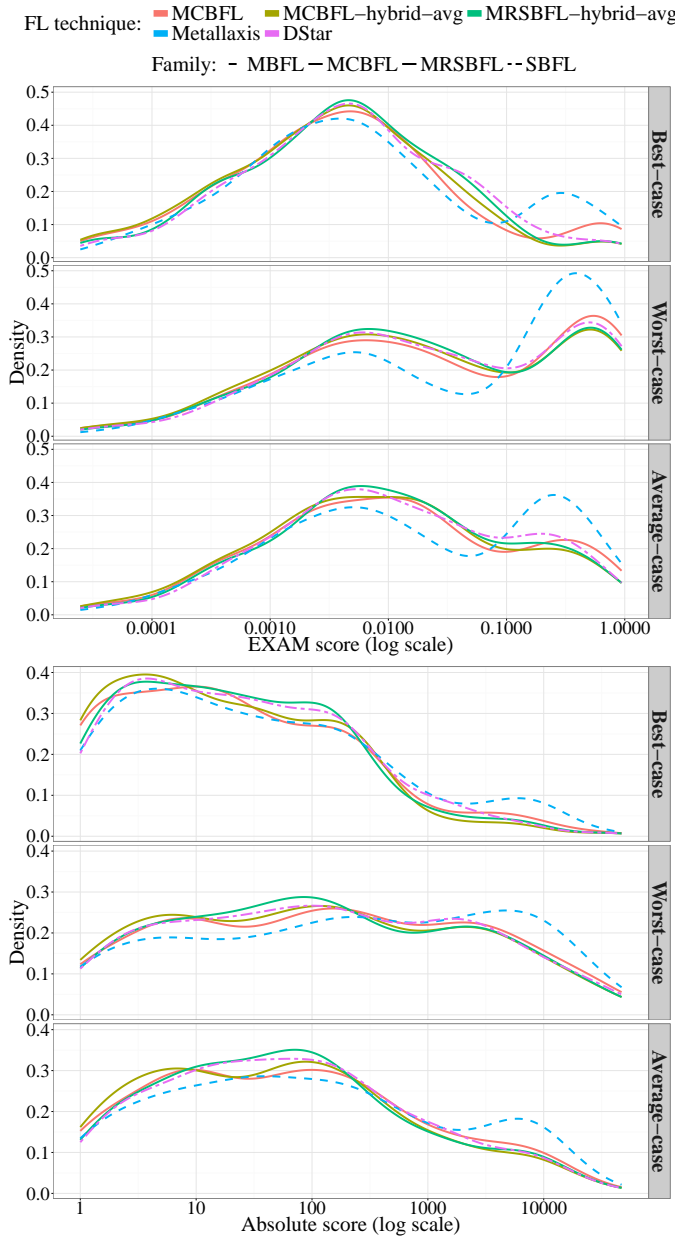 FL technique: MCBFL MCBFL−hybrid−avg MRSBFL−hybrid−avg
Metallaxis DStar
Family: MBFL MCBFL MRSBFL SBFL
0.5
0.4
0.3
0.2
0.1
0.0
Best−case
0.5
0.4
0.3
0.2
0.1
0.0
Worst−case
Density
0.5
0.4
0.3
0.2
0.1
0.0
Average−case
0.0001 0.0010 0.0100 0.1000 1.0000
EXAM score (log scale)
0.4
0.3
0.2
0.1
0.0
Best−case
0.4
0.3
0.2
0.1
0.0
Worst−case
Density
0.4
0.3
0.2
0.1
0.0
Average−case
1 10 100 1000 10000
Absolute score (log scale)